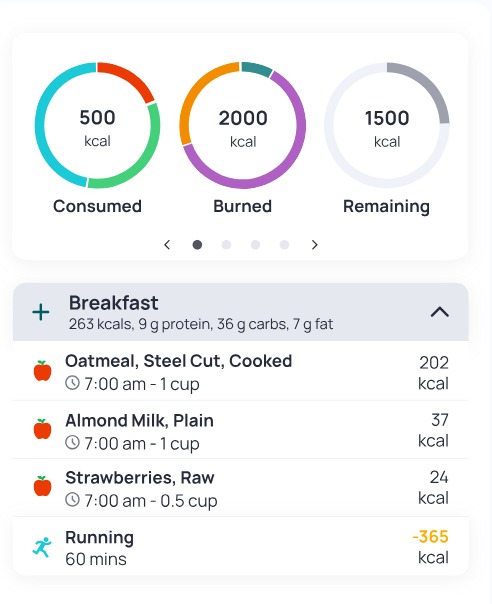 500 2000 1500
kcal kcal kcal
Consumed Burned Remaining
Breakfast
263 kcals, 9 g protein, 36 g carbs, 7 g fat
Oatmeal, Steel Cut, Cooked 202
7:00 am - 1 cup kcal
Almond Milk, Plain 37
7:00 am - 1 cup kcal
Strawberries, Raw 24
7:00 am - 0.5 cup kcal
Running -365
60 mins kcal